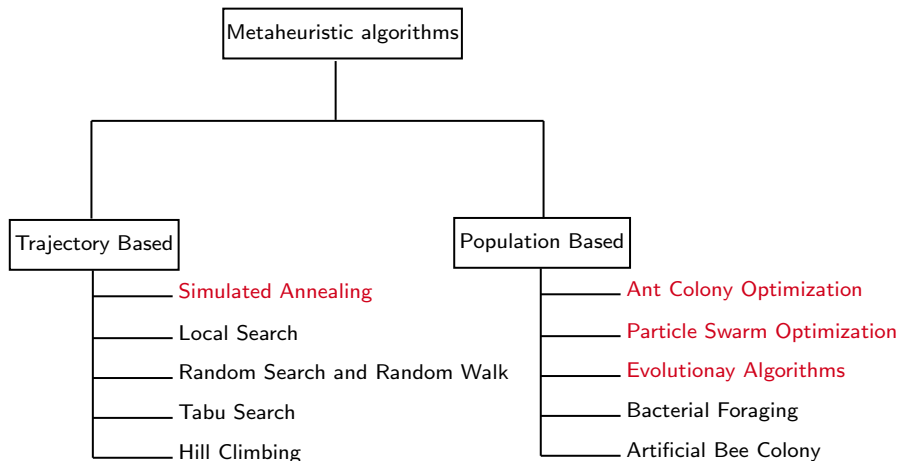 Metaheuristic algorithms
Trajectory Based
Simulated Annealing
Local Search
Random Search and Random Walk
Tabu Search
Hill Climbing
Population Based
Ant Colony Optimization
Particle Swarm Optimization
Evolutionay Algorithms
Bacterial Foraging
Artificial Bee Colony